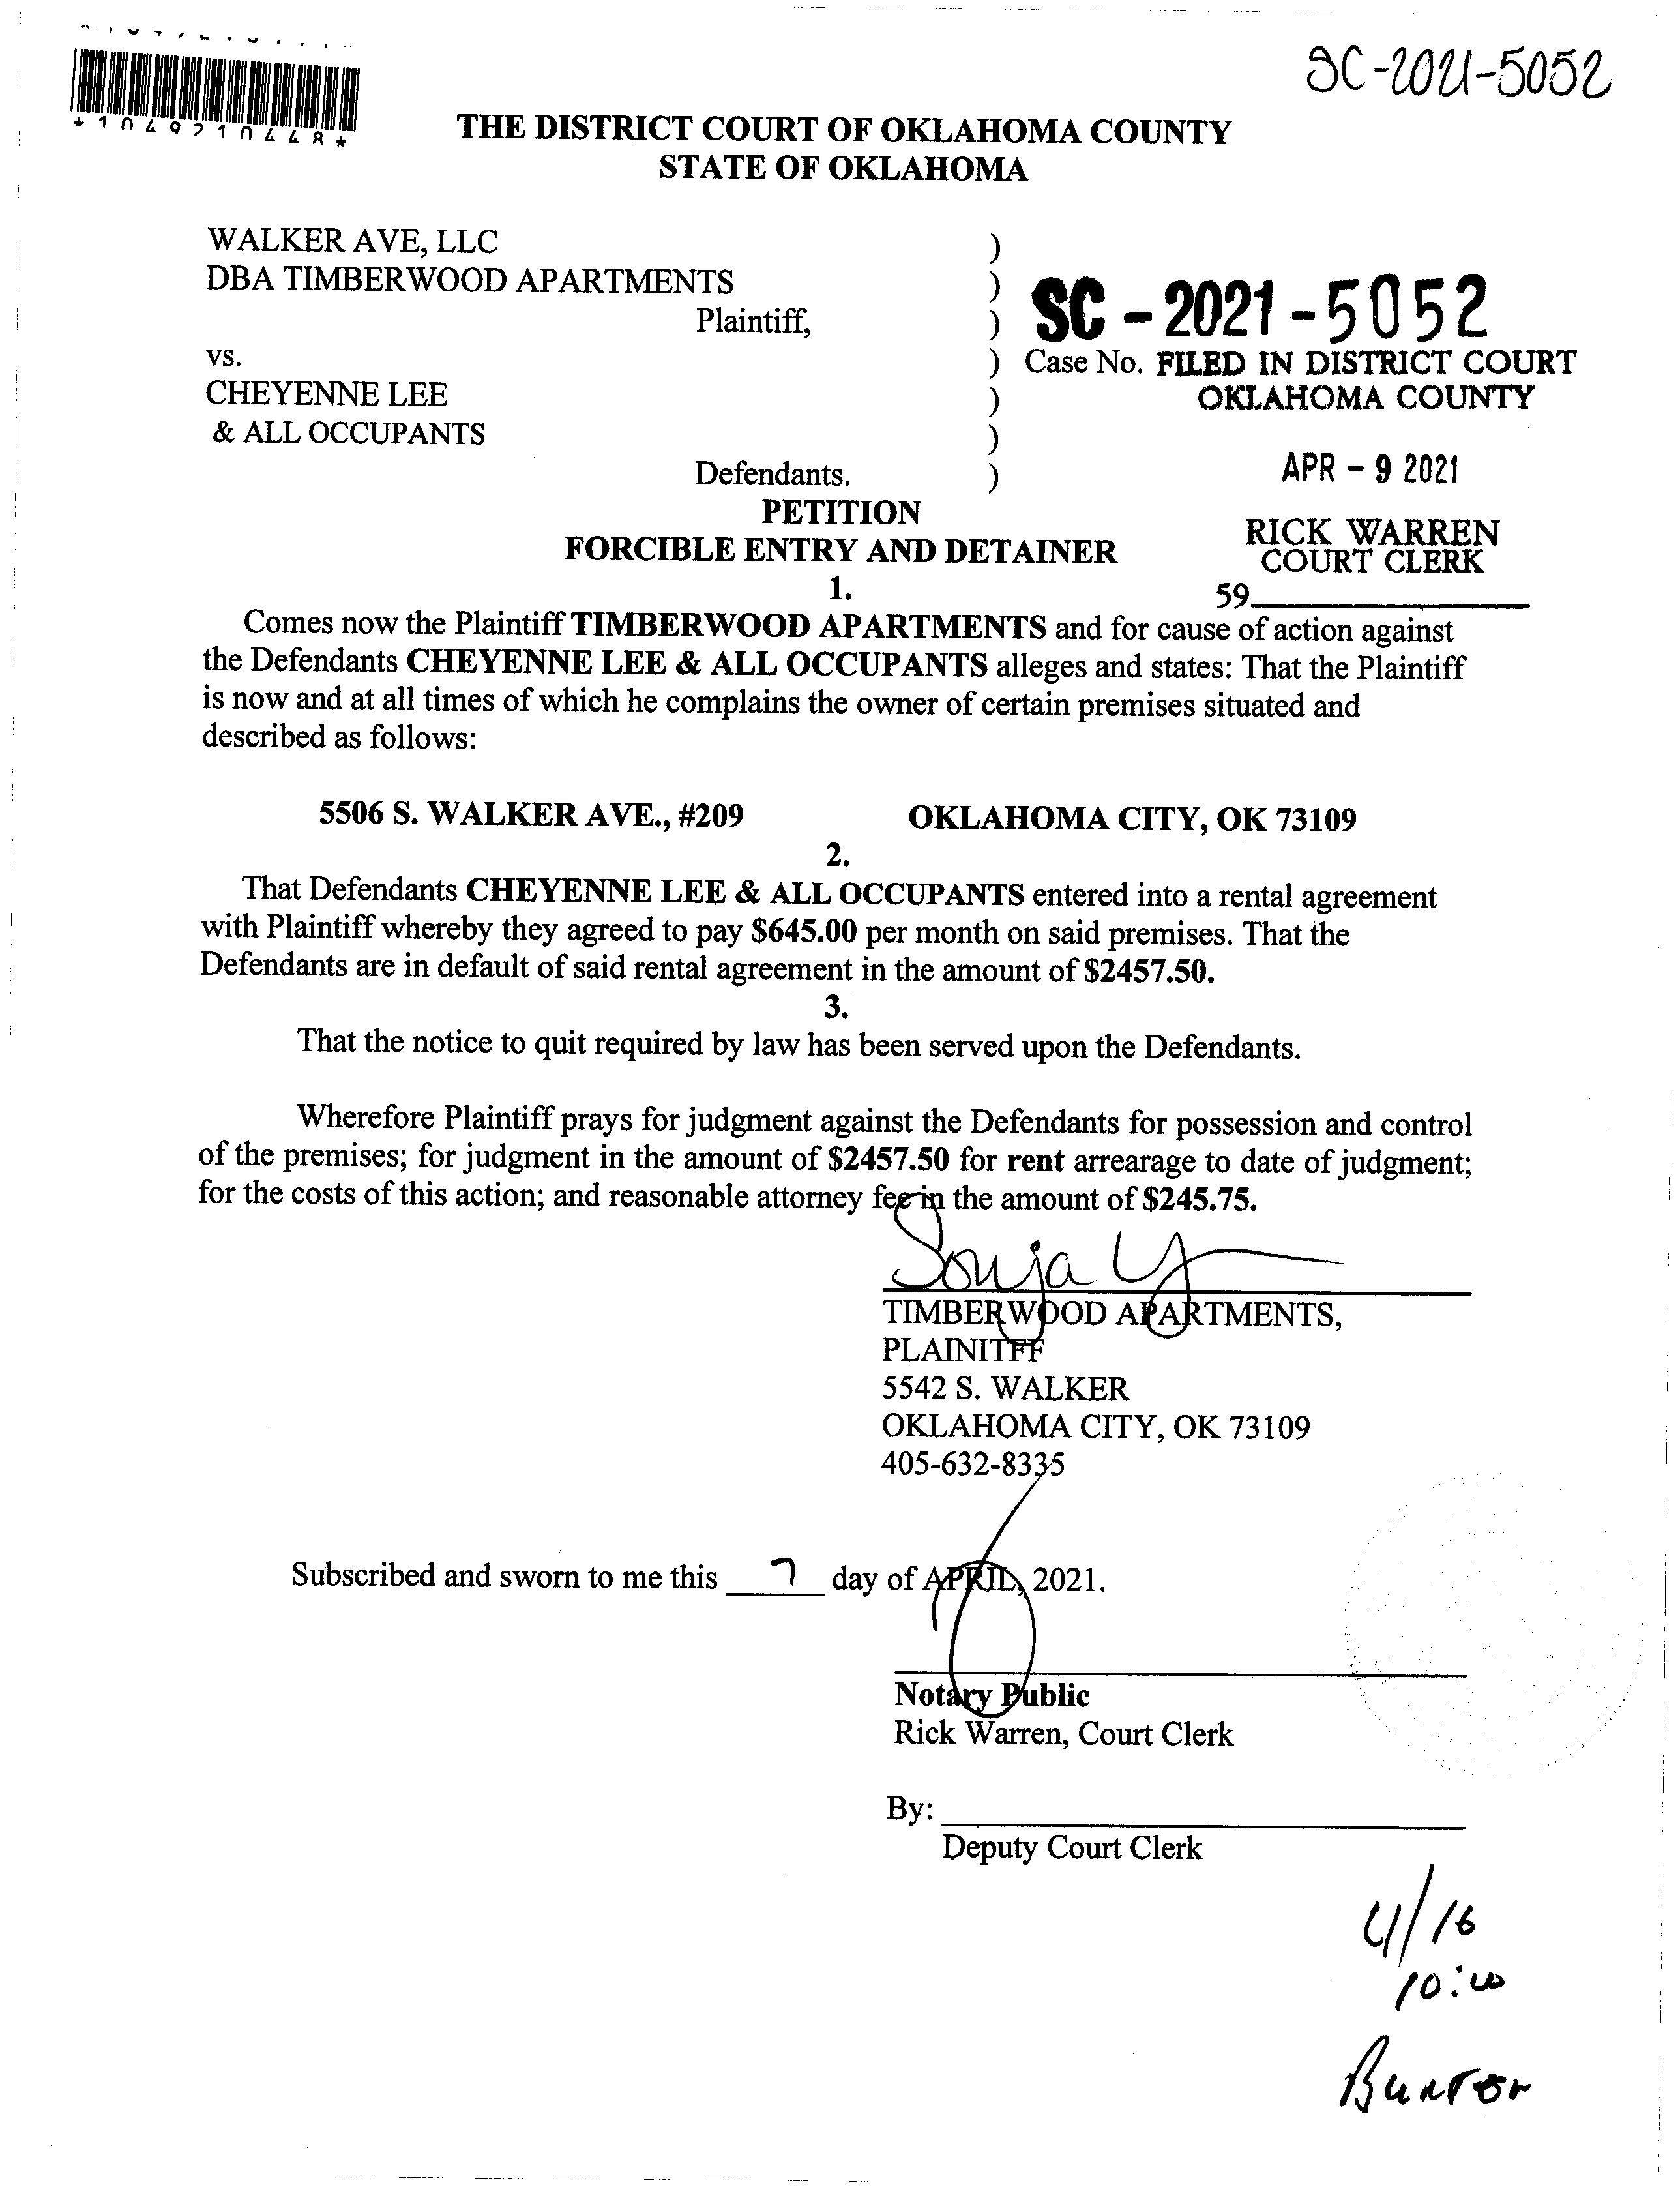 SC-2021-5052
*1049210448*
THE DISTRICT COURT OF OKLAHOMA COUNTY
STATE OF OKLAHOMA
WALKER AVE, LLC )
DBA TIMBERWOOD APARTMENTS )
Plaintiff, ) SC-2021-5052
vs. ) Case No. FILED IN DISTRICT COURT
CHEYENNE LEE ) OKLAHOMA COUNTY
& ALL OCCUPANTS )
Defendants. ) APR - 9 2021
PETITION
FORCIBLE ENTRY AND DETAINER
RICK WARREN
COURT CLERK
1.
59
Comes now the Plaintiff TIMBERWOOD APARTMENTS and for cause of action against
the Defendants CHEYENNE LEE & ALL OCCUPANTS alleges and states: That the Plaintiff
is now and at all times of which he complains the owner of certain premises situated and
described as follows:
5506 S. WALKER AVE., #209 OKLAHOMA CITY, OK 73109
2.
That Defendants CHEYENNE LEE & ALL OCCUPANTS entered into a rental agreement
with Plaintiff whereby they agreed to pay $645.00 per month on said premises. That the
Defendants are in default of said rental agreement in the amount of $2457.50.
3.
That the notice to quit required by law has been served upon the Defendants.
Wherefore Plaintiff prays for judgment against the Defendants for possession and control
of the premises; for judgment in the amount of $2457.50 for rent arrearage to date of judgment;
for the costs of this action; and reasonable attorney fee in the amount of $245.75.
Sonja
TIMBERWOOD APARTMENTS,
PLAINITFF
5542 S. WALKER
OKLAHOMA CITY, OK 73109
405-632-8335
Subscribed and sworn to me this 7 day of APRIL, 2021.
Notary Public
Rick Warren, Court Clerk
By:
Deputy Court Clerk
4/16
10:00